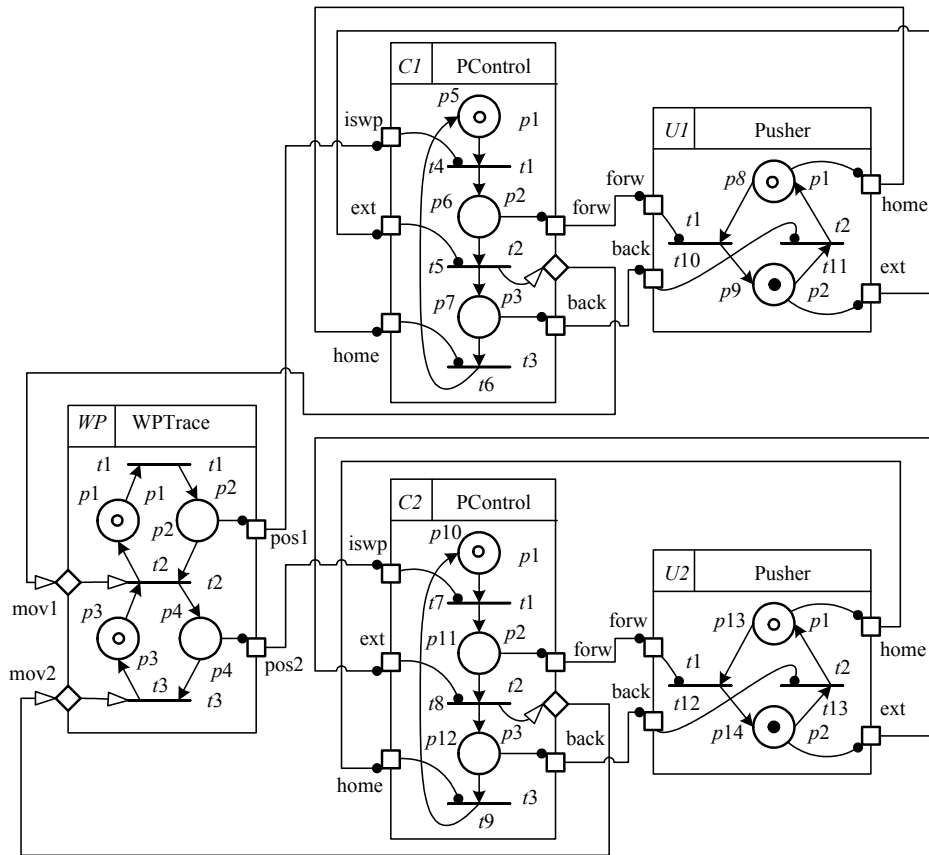 C1 PControl
p5
iswp
p1
U1 Pusher
t4 t1
p8 p1
ext
p6 p2
forw
forw
home
t1 t2
t5 t2
back
t10 t11
ext
p7 p3
p3
back
p9 p2
home
t3
t6
WP WPTrace
t1 t1
C2 PControl
p1 p1 p2
p10
p2
pos1
iswp
p1
U2 Pusher
t2 t2
t7 t1
mov1
p3 p4
ext
p11 p2
forw
forw
p13 p1
home
p3 p4
pos2
t1 t2
mov2
t3 t3
t8 t2
back
t12 t13
p12 p3
back
p14 p2
ext
home
t3
t9